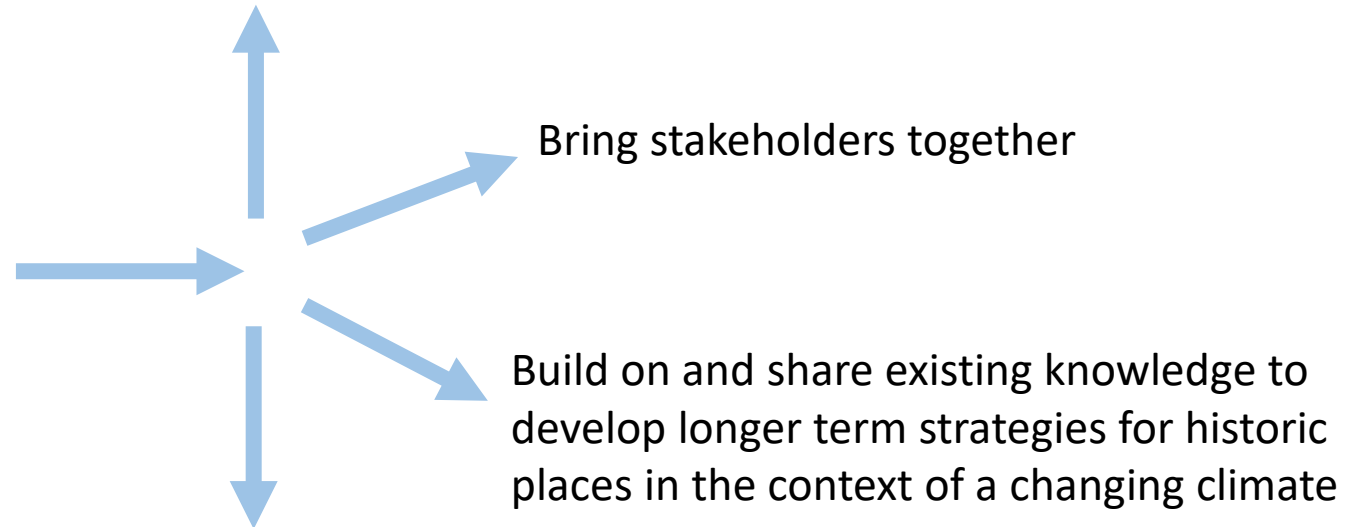 Bring stakeholders together
Build on and share existing knowledge to
develop longer term strategies for historic
places in the context of a changing climate